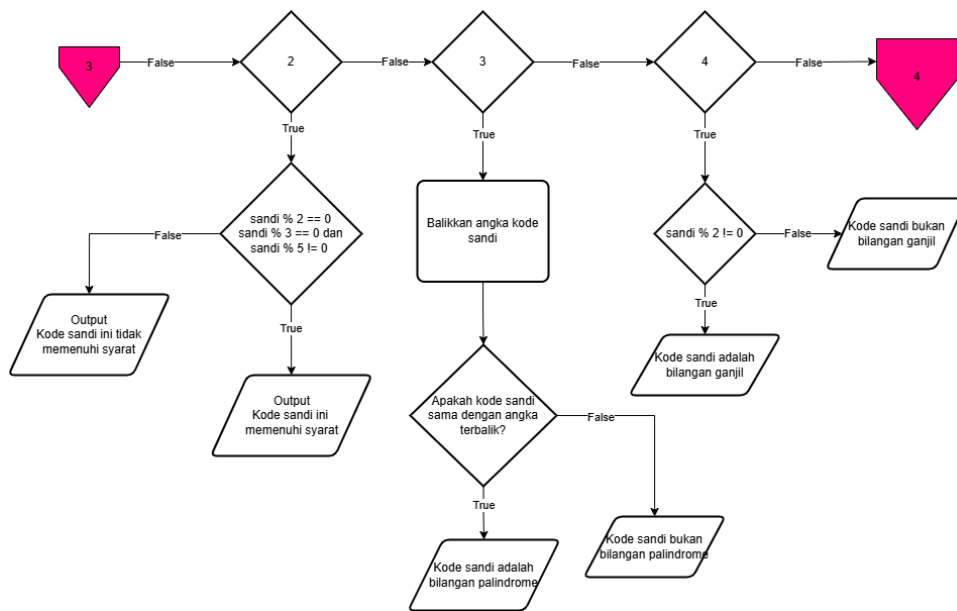 3
False
2
False
3
False
4
False
4
True
True
True
sandi % 2 == 0
sandi % 3 == 0 dan
sandi % 5 != 0
False
Balikkan angka kode
sandi
sandi % 2 != 0
False
Kode sandi bukan
bilangan ganjil
Output
Kode sandi ini tidak
memenuhi syarat
True
True
Kode sandi adalah
bilangan ganjil
Output
Kode sandi ini
memenuhi syarat
Apakah kode sandi
sama dengan angka
terbalik?
False
True
Kode sandi bukan
bilangan palindrome
Kode sandi adalah
bilangan palindrome